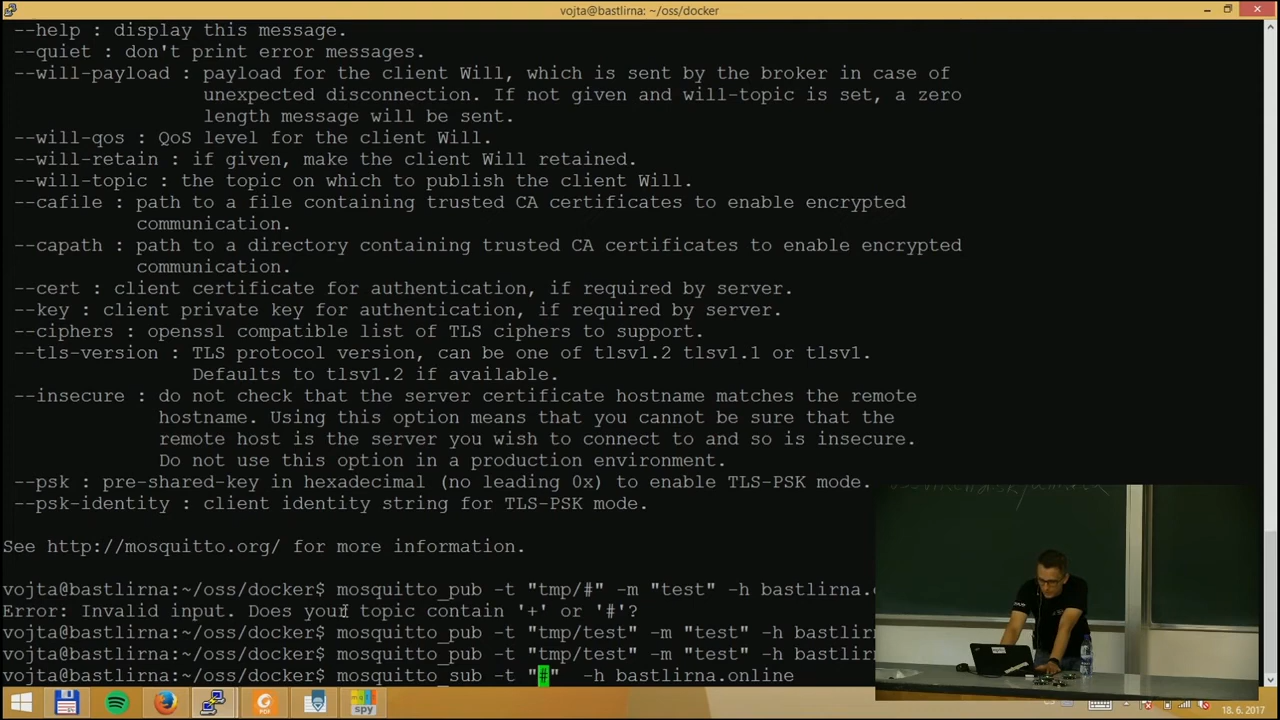 vojta@bastlirna: ~/oss/docker
--help : display this message.
--quiet : don't print error messages.
--will-payload : payload for the client Will, which is sent by the broker in case of
unexpected disconnection. If not given and will-topic is set, a zero
length message will be sent.
--will-qos : QoS level for the client Will.
--will-retain : if given, make the client Will retained.
--will-topic : the topic on which to publish the client Will.
--cafile : path to a file containing trusted CA certificates to enable encrypted
communication.
--capath : path to a directory containing trusted CA certificates to enable encrypted
communication.
--cert : client certificate for authentication, if required by server.
--key : client private key for authentication, if required by server.
--ciphers : openssl compatible list of TLS ciphers to support.
--tls-version : TLS protocol version, can be one of tlsv1.2 tlsv1.1 or tlsv1.
Defaults to tlsv1.2 if available.
--insecure : do not check that the server certificate hostname matches the remote
hostname. Using this option means that you cannot be sure that the
remote host is the server you wish to connect to and so is insecure.
Do not use this option in a production environment.
--psk : pre-shared-key in hexadecimal (no leading 0x) to enable TLS-PSK mode.
--psk-identity : client identity string for TLS-PSK mode.
See http://mosquitto.org/ for more information.
vojta@bastlirna:~/oss/docker$ mosquitto_pub -t "tmp/#" -m "test" -h bastlirna.
Error: Invalid input. Does your topic contain '+' or '#'?
vojta@bastlirna:~/oss/docker$ mosquitto_pub -t "tmp/test" -m "test" -h bastlirn
vojta@bastlirna:~/oss/docker$ mosquitto_pub -t "tmp/test" -m "test" -h bastlirn
vojta@bastlirna:~/oss/docker$ mosquitto_sub -t "#"  -h bastlirna.online
PDF
mqtt
spy
CS
18. 6. 2017